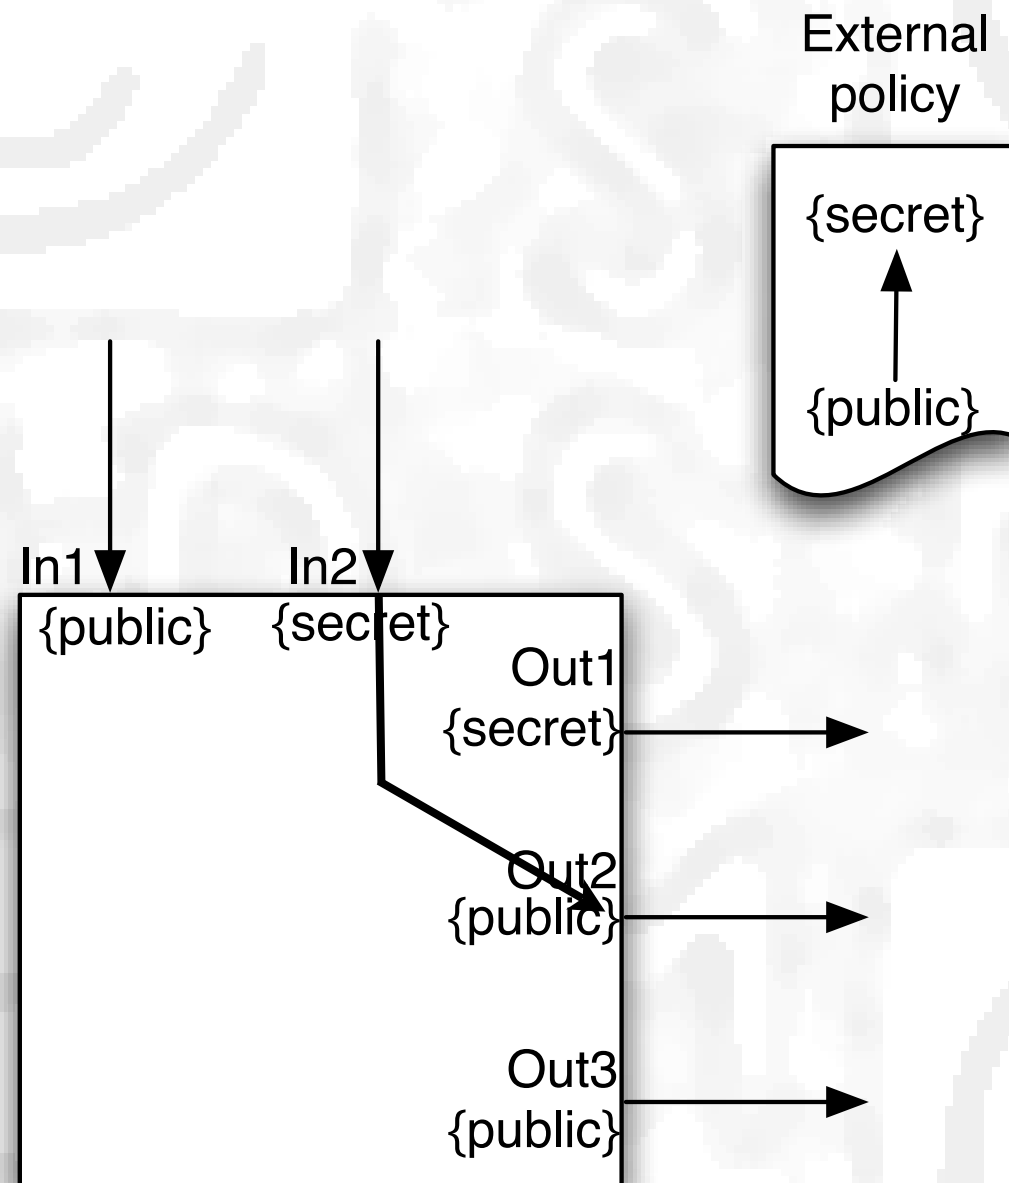 External
policy
{secret}
{public}
In1
In2
{public}
{secret}
Out1
{secret}
Out2
{public}
Out3
{public}